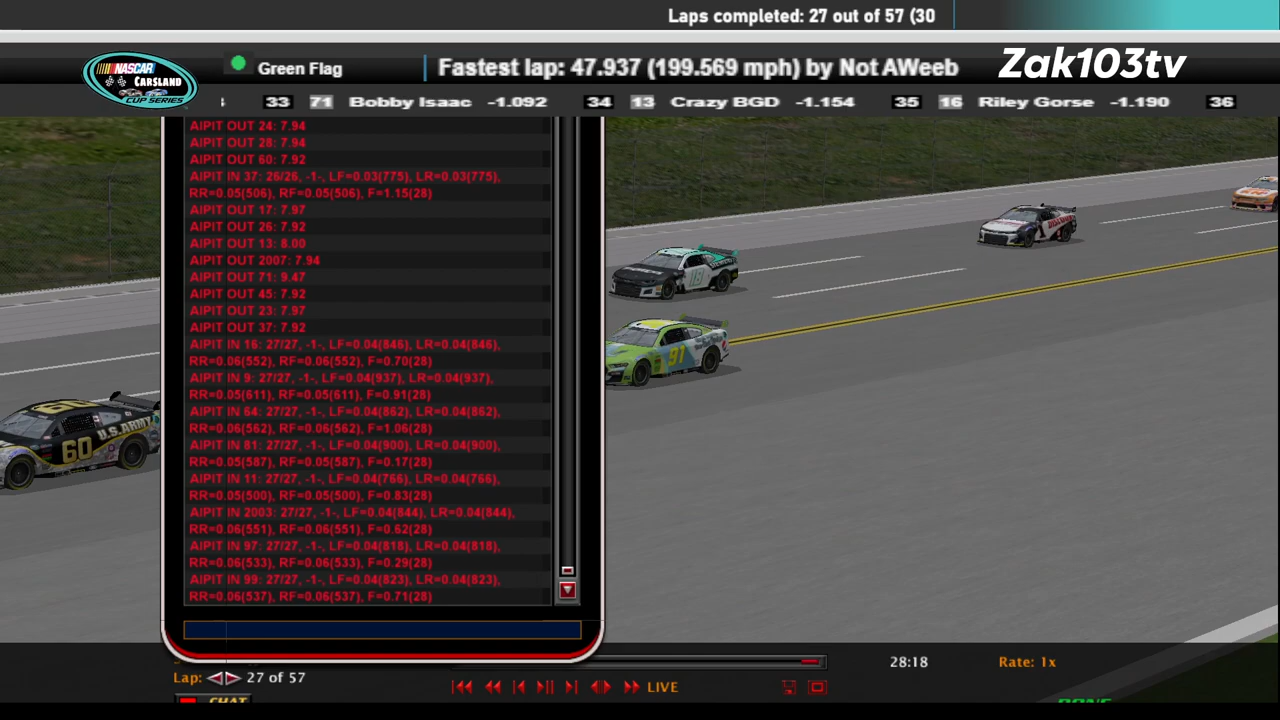 Laps completed: 27 out of 57 (30
NASCAR
CARSLAND
CUP SERIES
Green Flag
Fastest lap: 47.937 (199.569 mph) by Not AWeeb
Zak103tv
33 71 Bobby Isaac -1.092 34 13 Crazy BGD -1.154 35 16 Riley Gorse -1.190 36
AIPIT OUT 24: 7.94
AIPIT OUT 28: 7.94
AIPIT OUT 60: 7.92
AIPIT IN 37: 26/26, -1-, LF=0.03(775), LR=0.03(775),
RR=0.05(506), RF=0.05(506), F=1.15(28)
AIPIT OUT 17: 7.97
AIPIT OUT 26: 7.92
AIPIT OUT 13: 8.00
AIPIT OUT 2007: 7.94
AIPIT OUT 71: 9.47
AIPIT OUT 45: 7.92
AIPIT OUT 23: 7.97
AIPIT OUT 37: 7.92
AIPIT IN 16: 27/27, -1-, LF=0.04(846), LR=0.04(846),
RR=0.06(552), RF=0.06(552), F=0.70(28)
AIPIT IN 9: 27/27, -1-, LF=0.04(937), LR=0.04(937),
RR=0.05(611), RF=0.05(611), F=0.91(28)
AIPIT IN 64: 27/27, -1-, LF=0.04(862), LR=0.04(862),
RR=0.06(562), RF=0.06(562), F=1.06(28)
AIPIT IN 81: 27/27, -1-, LF=0.04(900), LR=0.04(900),
RR=0.05(587), RF=0.05(587), F=0.17(28)
AIPIT IN 11: 27/27, -1-, LF=0.04(766), LR=0.04(766),
RR=0.05(500), RF=0.05(500), F=0.83(28)
AIPIT IN 2003: 27/27, -1-, LF=0.04(844), LR=0.04(844),
RR=0.06(551), RF=0.06(551), F=0.62(28)
AIPIT IN 97: 27/27, -1-, LF=0.04(818), LR=0.04(818),
RR=0.06(533), RF=0.06(533), F=0.29(28)
AIPIT IN 99: 27/27, -1-, LF=0.04(823), LR=0.04(823),
RR=0.06(537), RF=0.06(537), F=0.71(28)
91
60
60
U.S. ARMY
28:18
Rate: 1x
Lap: 27 of 57
LIVE
CHAT